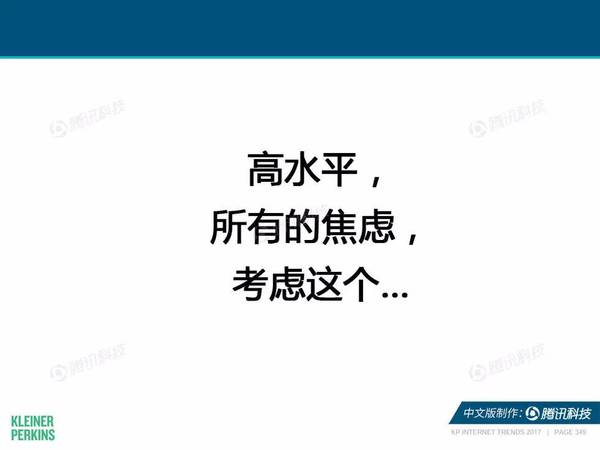 腾讯科技
腾讯科技
高水平，
所有的焦虑，
考虑这个...
腾讯科技
腾讯科技
中文版制作：腾讯科技
KLEINER
PERKINS
KP INTERNET TRENDS 2017 | PAGE 349